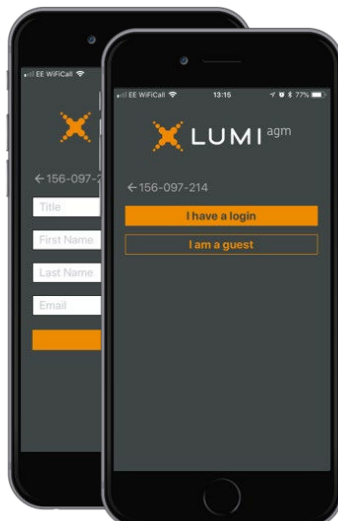 EE WiFiCall
← 156-097-2
Title
First Name
Last Name
Email
EE WiFiCall 13:15 77%
LUMI agm
← 156-097-214
I have a login
I am a guest